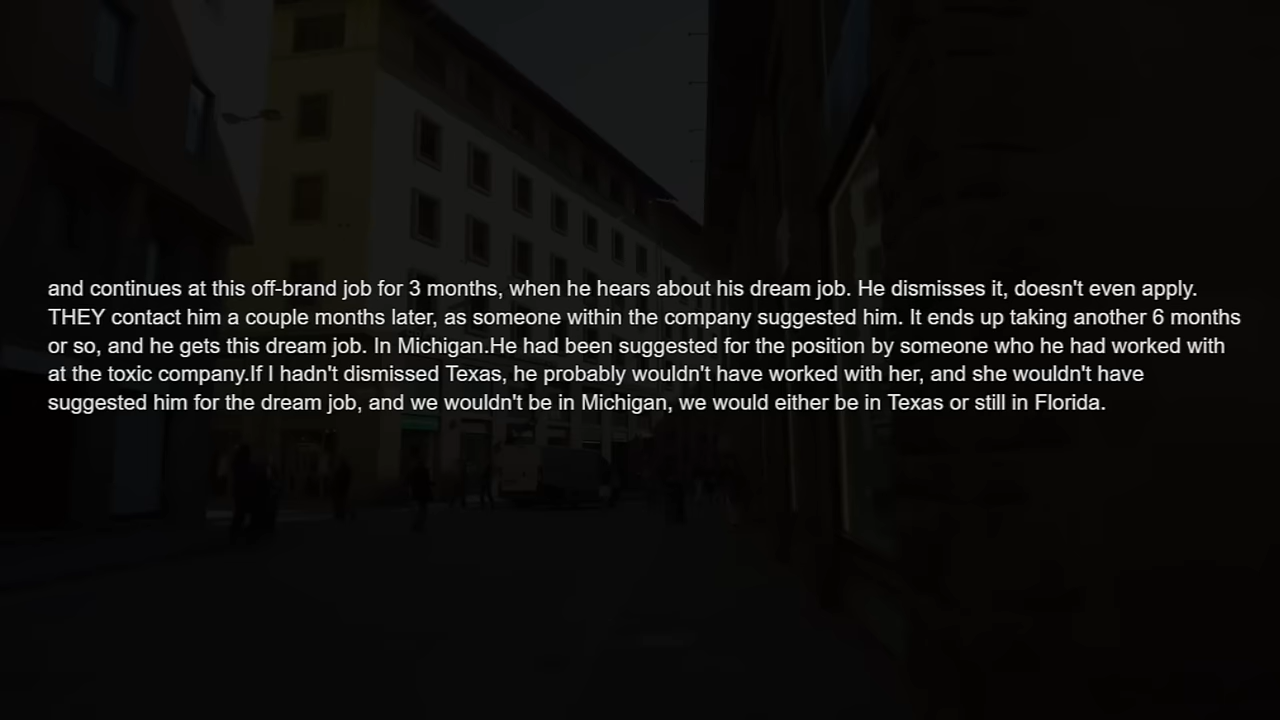 and continues at this off-brand job for 3 months, when he hears about his dream job. He dismisses it, doesn't even apply.
THEY contact him a couple months later, as someone within the company suggested him. It ends up taking another 6 months
or so, and he gets this dream job. In Michigan.He had been suggested for the position by someone who he had worked with
at the toxic company.If I hadn't dismissed Texas, he probably wouldn't have worked with her, and she wouldn't have
suggested him for the dream job, and we wouldn't be in Michigan, we would either be in Texas or still in Florida.